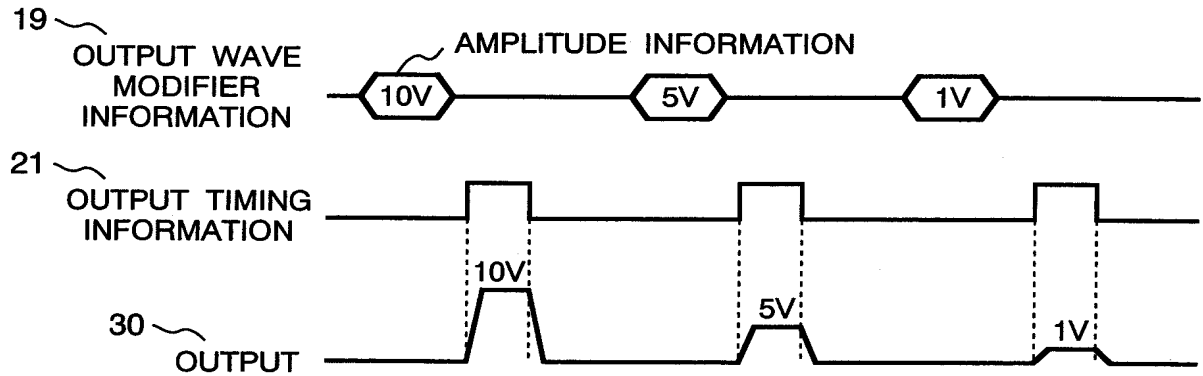 19
OUTPUT WAVE
MODIFIER
INFORMATION
AMPLITUDE INFORMATION
10V
5V
1V
21
OUTPUT TIMING
INFORMATION
10V
5V
1V
30
OUTPUT